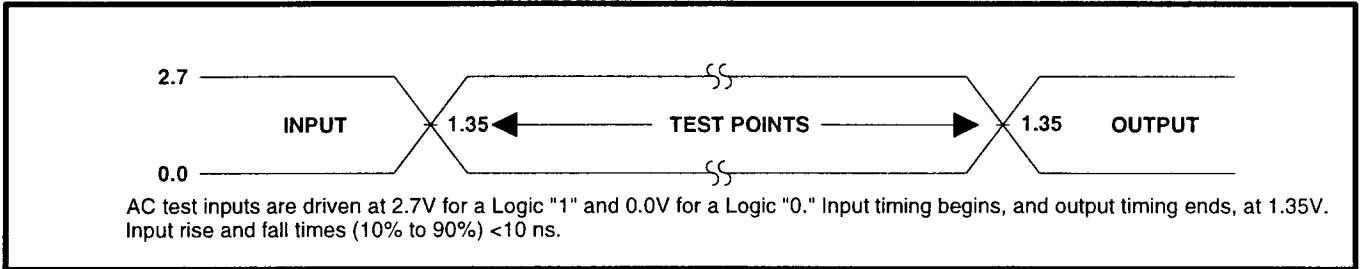 2.7
INPUT 1.35 TEST POINTS 1.35 OUTPUT
0.0
AC test inputs are driven at 2.7V for a Logic "1" and 0.0V for a Logic "0." Input timing begins, and output timing ends, at 1.35V.
Input rise and fall times (10% to 90%) <10 ns.